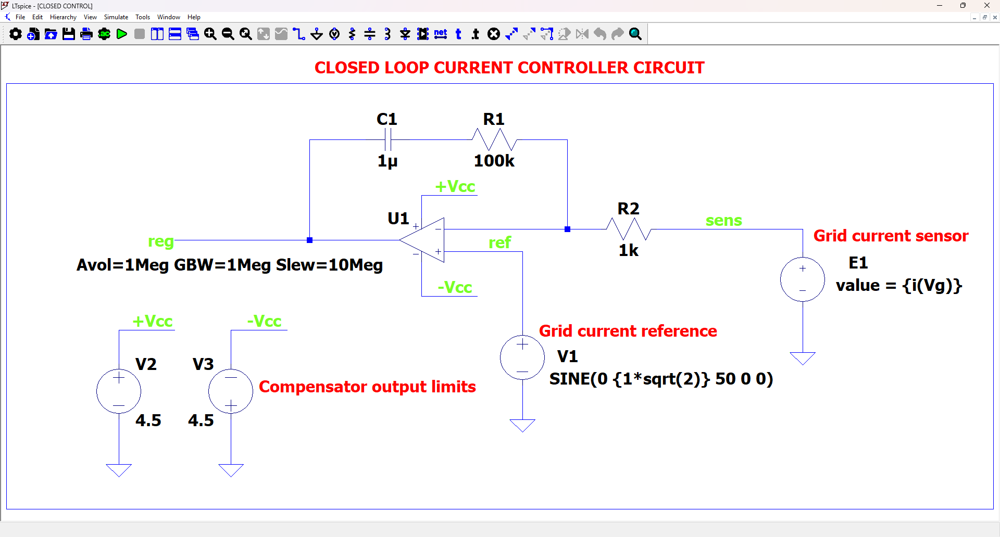 LTspice - [CLOSED CONTROL]
File Edit Hierarchy View Simulate Tools Window Help
.ac
net
t
.t
CLOSED LOOP CURRENT CONTROLLER CIRCUIT
C1
R1
1µ
100k
+Vcc
R2
U1
sens
Grid current sensor
reg
ref
1k
E1
Avol=1Meg GBW=1Meg Slew=10Meg
-Vcc
value = {i(Vg)}
+Vcc
-Vcc
Grid current reference
V2
V3
V1
SINE(0 {1*sqrt(2)} 50 0 0)
Compensator output limits
4.5
4.5